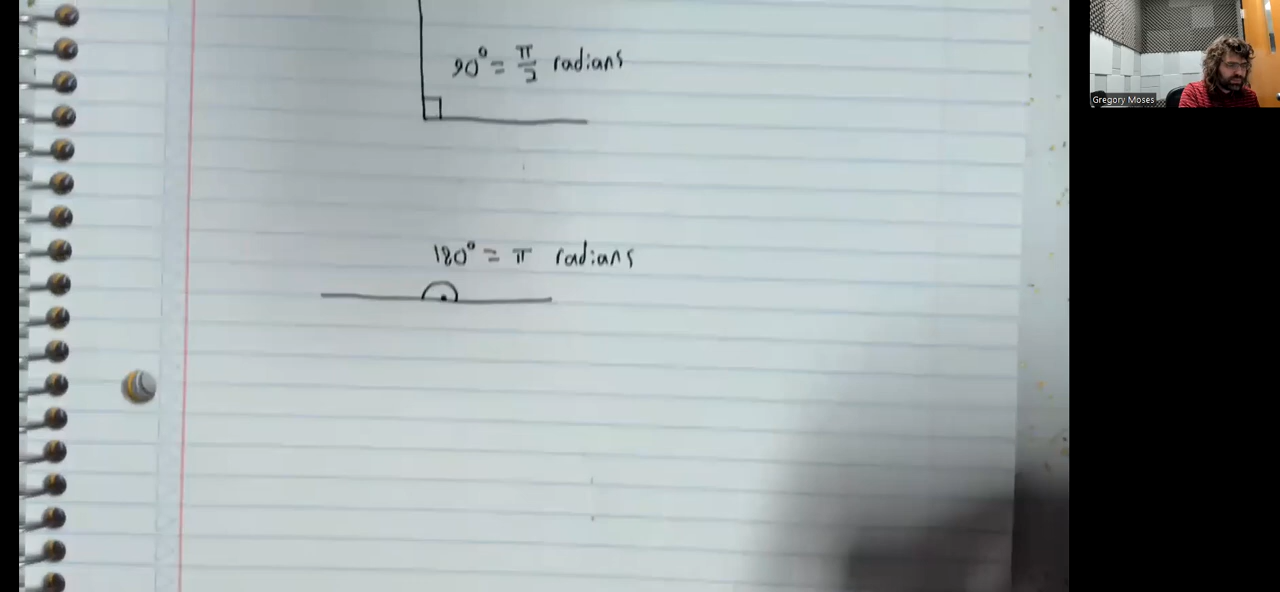 90° = π/2 radians
180° = π radians
Gregory Moses